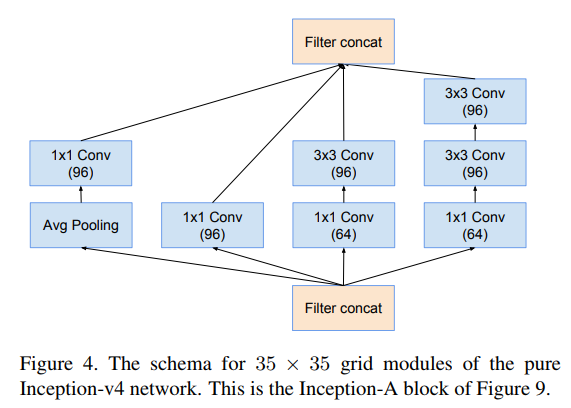 Filter concat
3x3 Conv
(96)
1x1 Conv
(96)
3x3 Conv
(96)
3x3 Conv
(96)
Avg Pooling
1x1 Conv
(96)
1x1 Conv
(64)
1x1 Conv
(64)
Filter concat
Figure 4. The schema for 35 × 35 grid modules of the pure
Inception-v4 network. This is the Inception-A block of Figure 9.